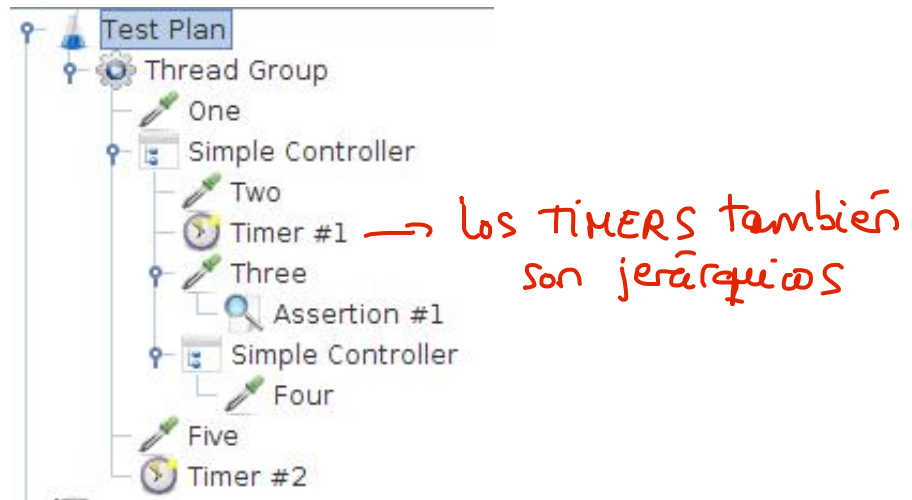 Test Plan
Thread Group
One
Simple Controller
Two
Timer #1 → Los TIMERS también
Three son jerárquicos
Assertion #1
Simple Controller
Four
Five
Timer #2